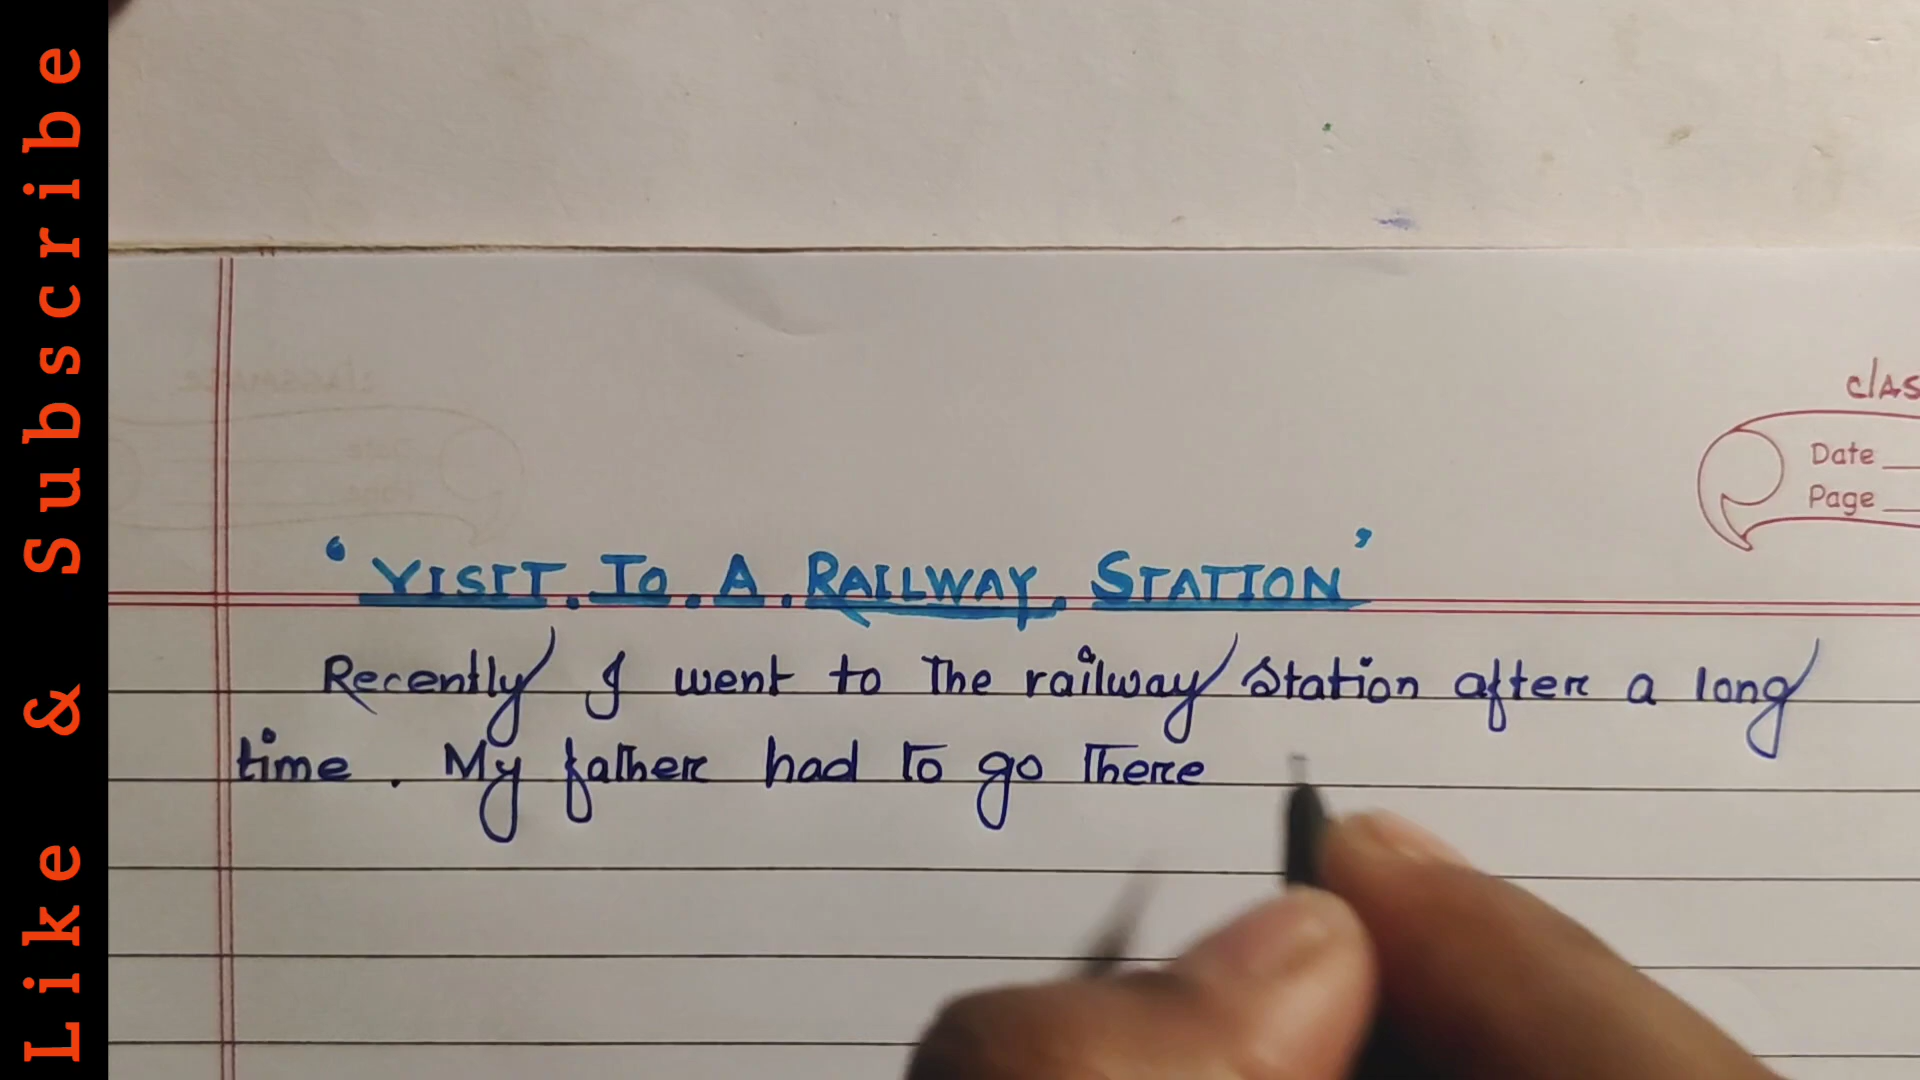 Like & Subscribe
clas
Date
Page
'VISIT TO A RAILWAY STATION'
Recently I went to the railway station after a long
time. My father had to go there